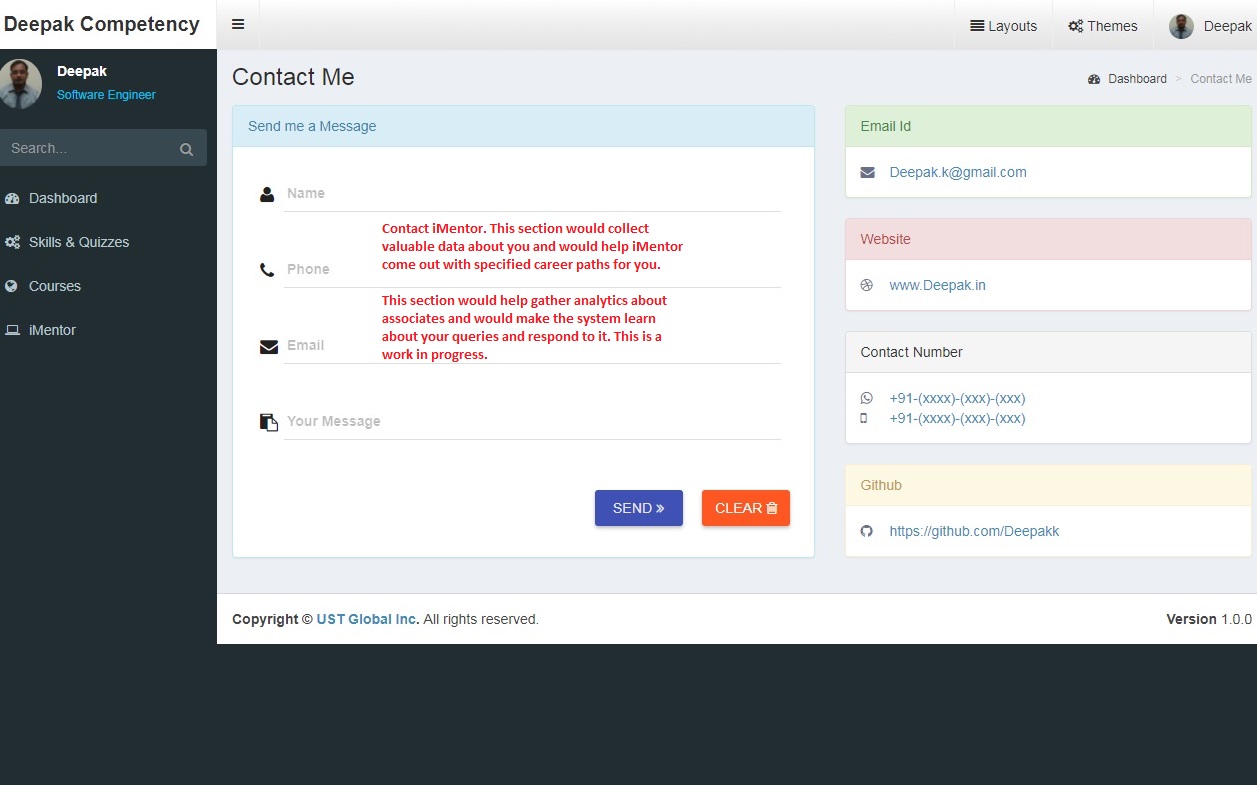 Deepak Competency
Layouts
Themes
Deepak
Deepak
Software Engineer
Search...
Dashboard
Skills & Quizzes
Courses
iMentor
Contact Me
Dashboard > Contact Me
Send me a Message
Name
Contact iMentor. This section would collect
valuable data about you and would help iMentor
come out with specified career paths for you.
Phone
This section would help gather analytics about
associates and would make the system learn
about your queries and respond to it. This is a
work in progress.
Email
Your Message
SEND »
CLEAR
Email Id
Deepak.k@gmail.com
Website
www.Deepak.in
Contact Number
+91-(xxxx)-(xxx)-(xxx)
+91-(xxxx)-(xxx)-(xxx)
Github
https://github.com/Deepakk
Copyright © UST Global Inc. All rights reserved.
Version 1.0.0